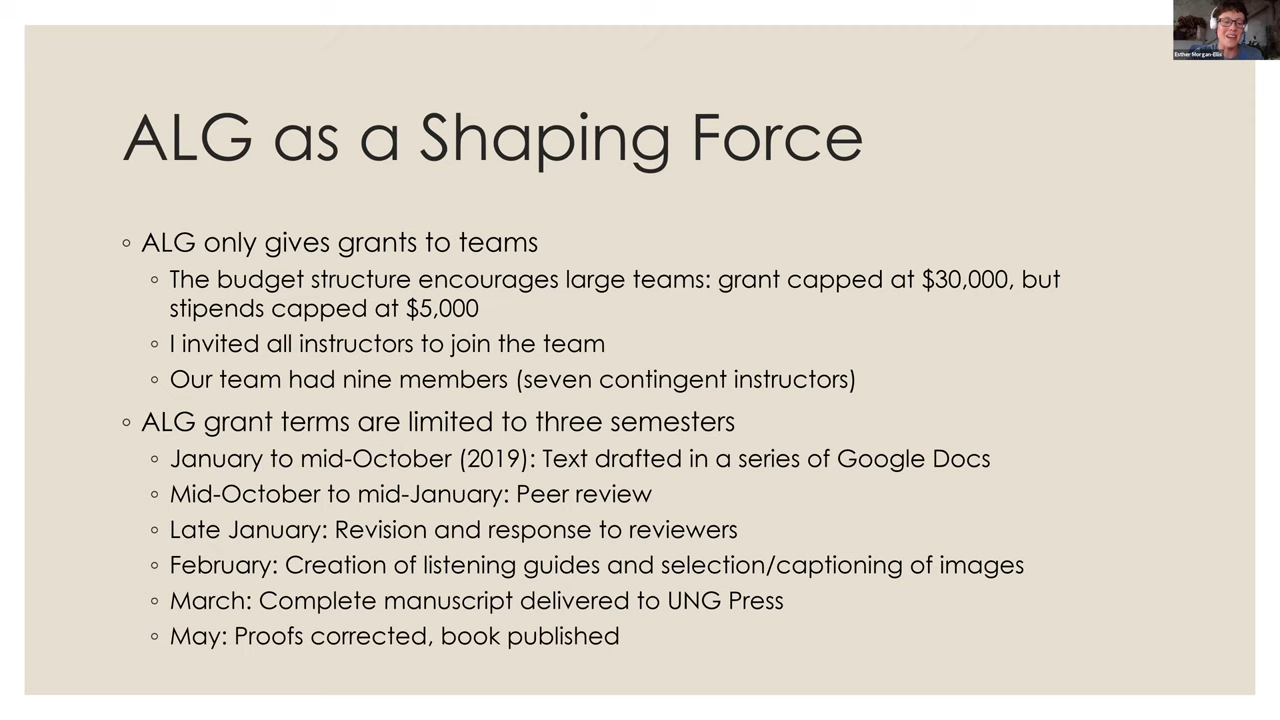 Esther Morgan-Ellis
ALG as a Shaping Force
◦ ALG only gives grants to teams
◦ The budget structure encourages large teams: grant capped at $30,000, but
stipends capped at $5,000
◦ I invited all instructors to join the team
◦ Our team had nine members (seven contingent instructors)
◦ ALG grant terms are limited to three semesters
◦ January to mid-October (2019): Text drafted in a series of Google Docs
◦ Mid-October to mid-January: Peer review
◦ Late January: Revision and response to reviewers
◦ February: Creation of listening guides and selection/captioning of images
◦ March: Complete manuscript delivered to UNG Press
◦ May: Proofs corrected, book published